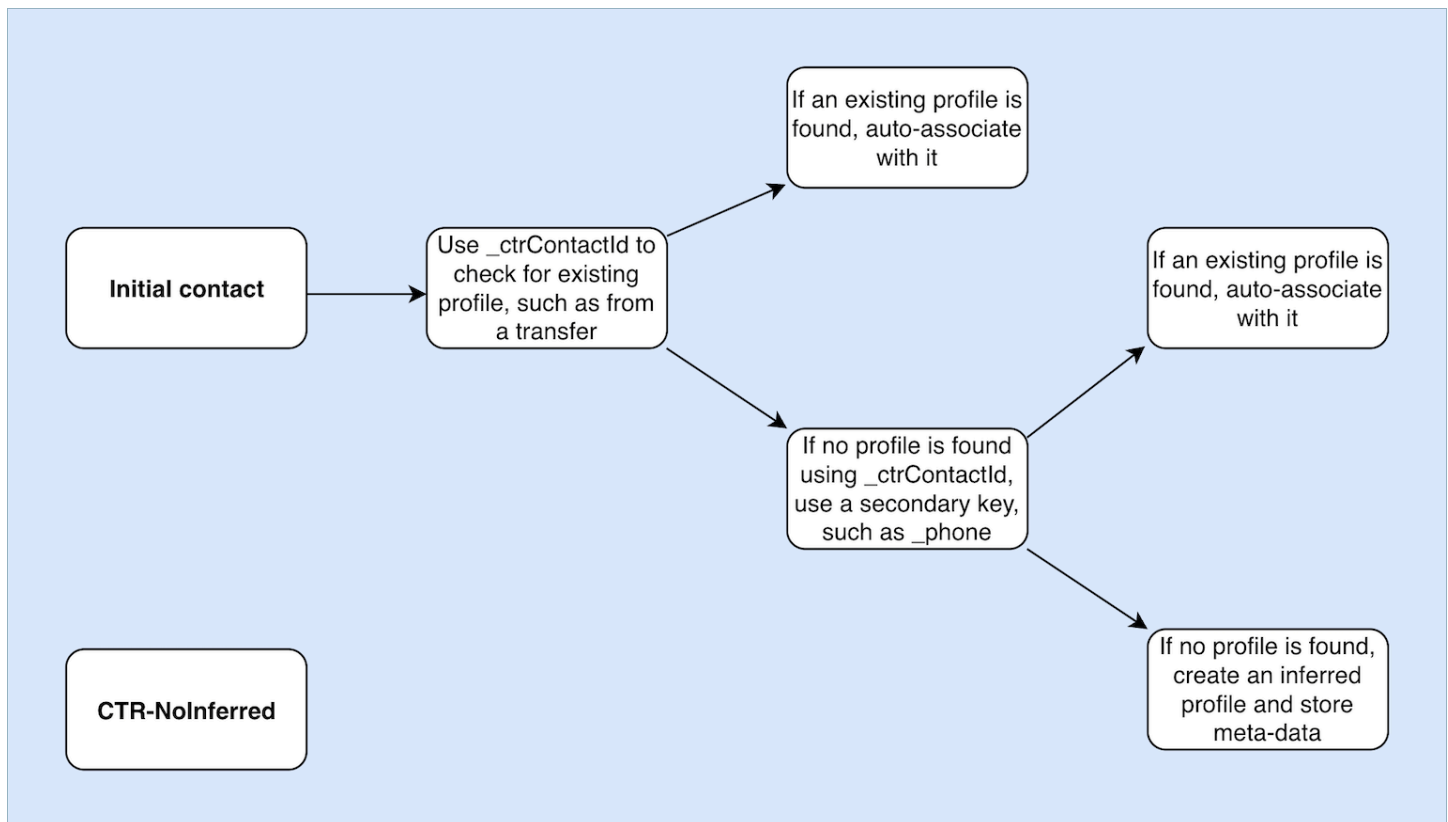 If an existing profile is
found, auto-associate
with it
Initial contact
Use _ctrContactId to
check for existing
profile, such as from
a transfer
If an existing profile is
found, auto-associate
with it
If no profile is found
using _ctrContactId,
use a secondary key,
such as _phone
If no profile is found,
create an inferred
profile and store
meta-data
CTR-NoInferred